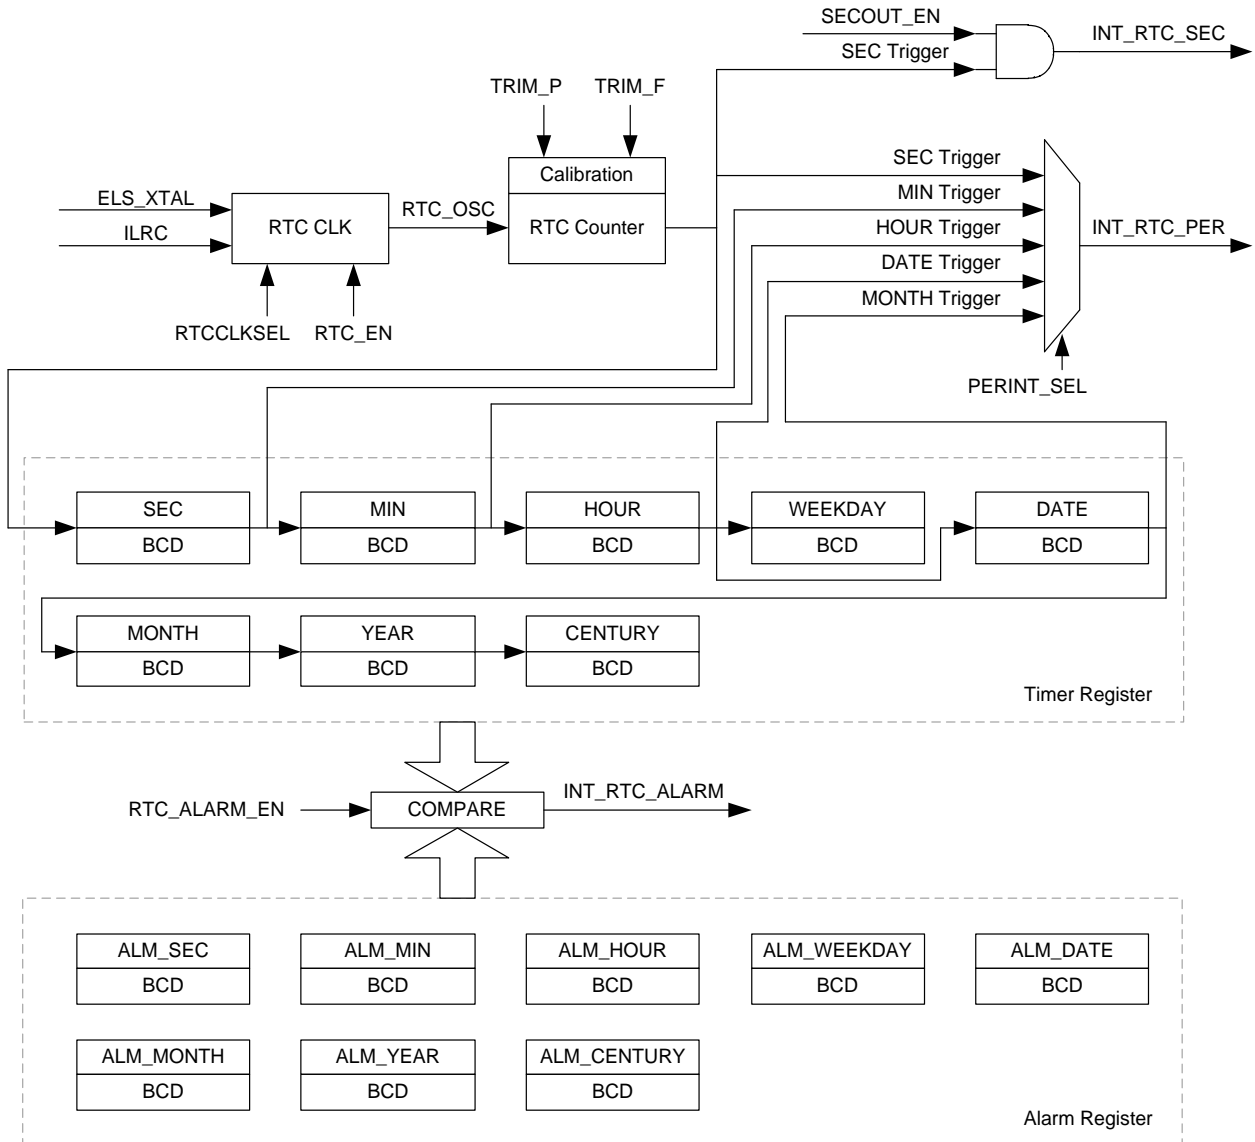 SECOUT_EN
INT_RTC_SEC
SEC Trigger
TRIM_P
TRIM_F
SEC Trigger
Calibration
MIN Trigger
ELS_XTAL
RTC_OSC
RTC CLK
RTC Counter
HOUR Trigger
INT_RTC_PER
ILRC
DATE Trigger
MONTH Trigger
RTCCLKSEL
RTC_EN
PERINT_SEL
SEC
MIN
HOUR
WEEKDAY
DATE
BCD
BCD
BCD
BCD
BCD
MONTH
YEAR
CENTURY
BCD
BCD
BCD
Timer Register
RTC_ALARM_EN
COMPARE
INT_RTC_ALARM
ALM_SEC
ALM_MIN
ALM_HOUR
ALM_WEEKDAY
ALM_DATE
BCD
BCD
BCD
BCD
BCD
ALM_MONTH
ALM_YEAR
ALM_CENTURY
BCD
BCD
BCD
Alarm Register